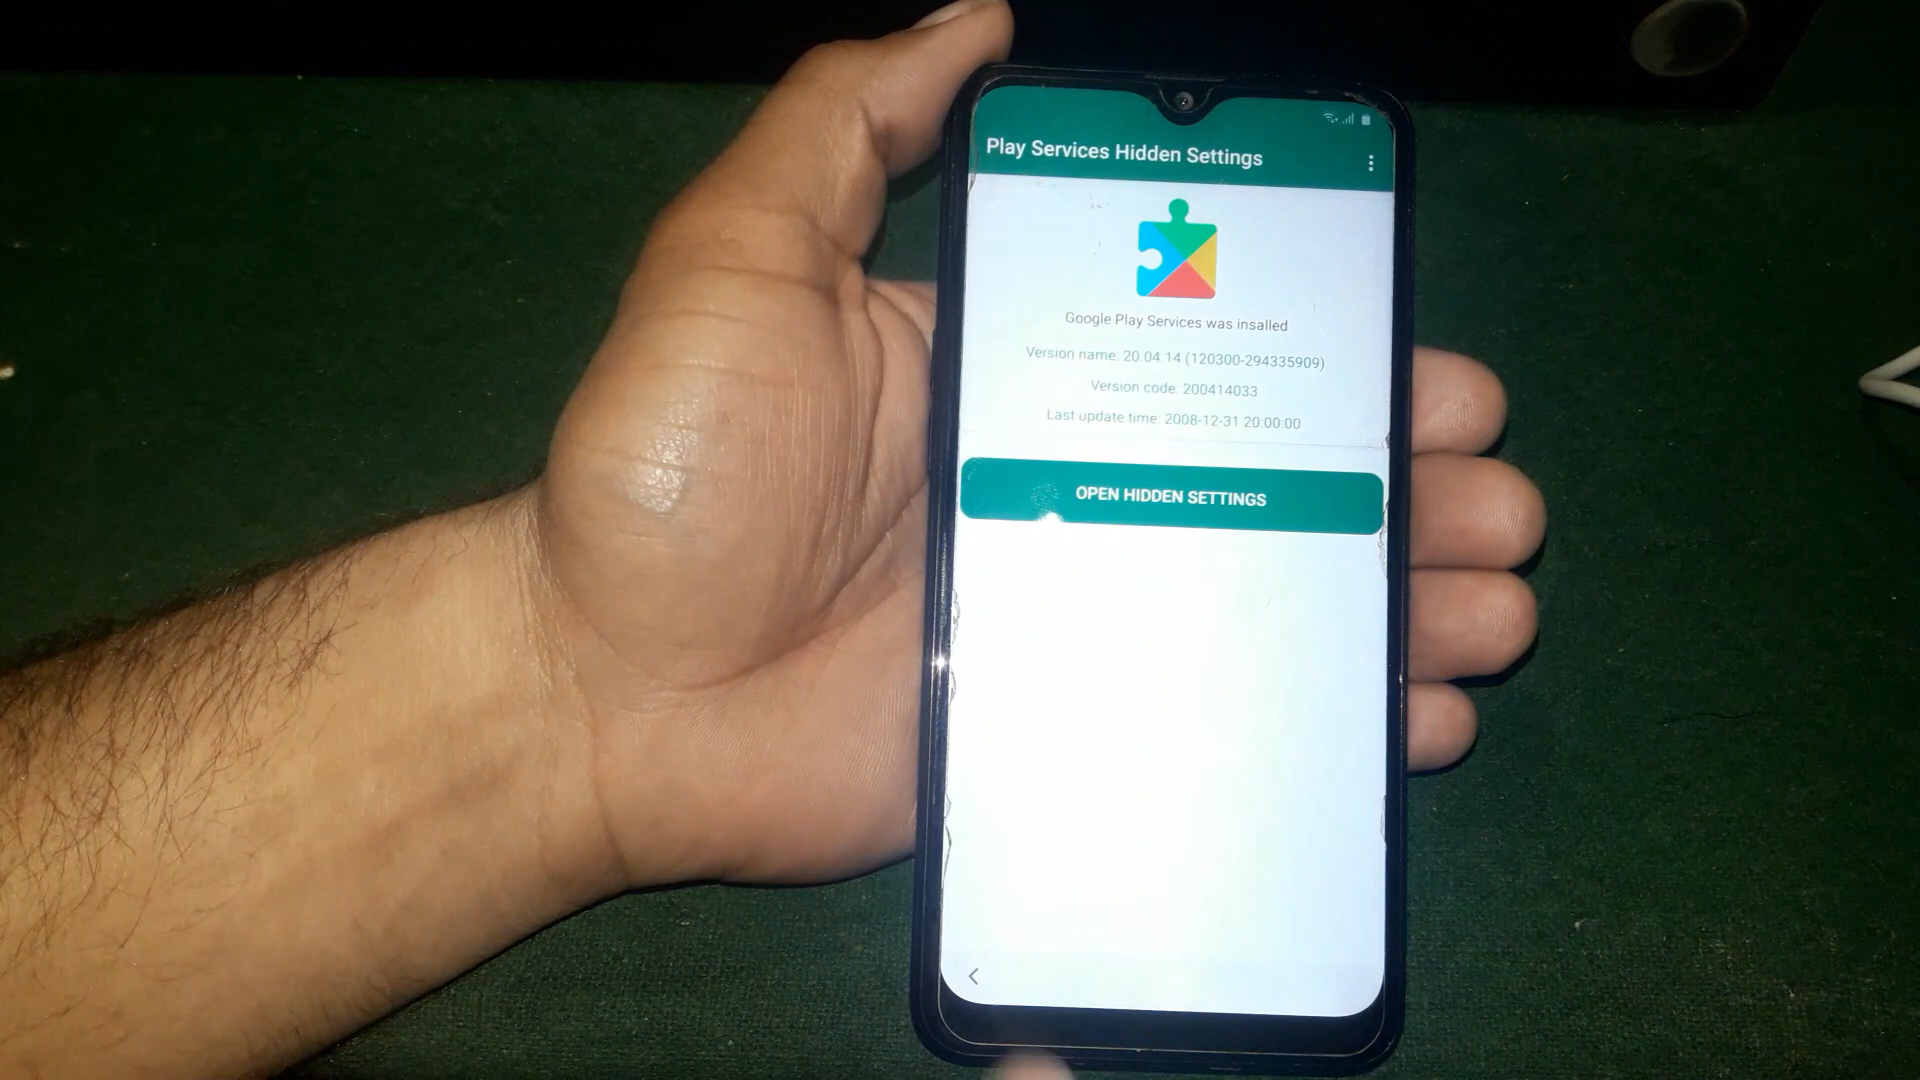 Play Services Hidden Settings
Google Play Services was insalled
Version name: 20.04.14 (120300-294335909)
Version code: 200414033
Last update time: 2008-12-31 20:00:00
OPEN HIDDEN SETTINGS